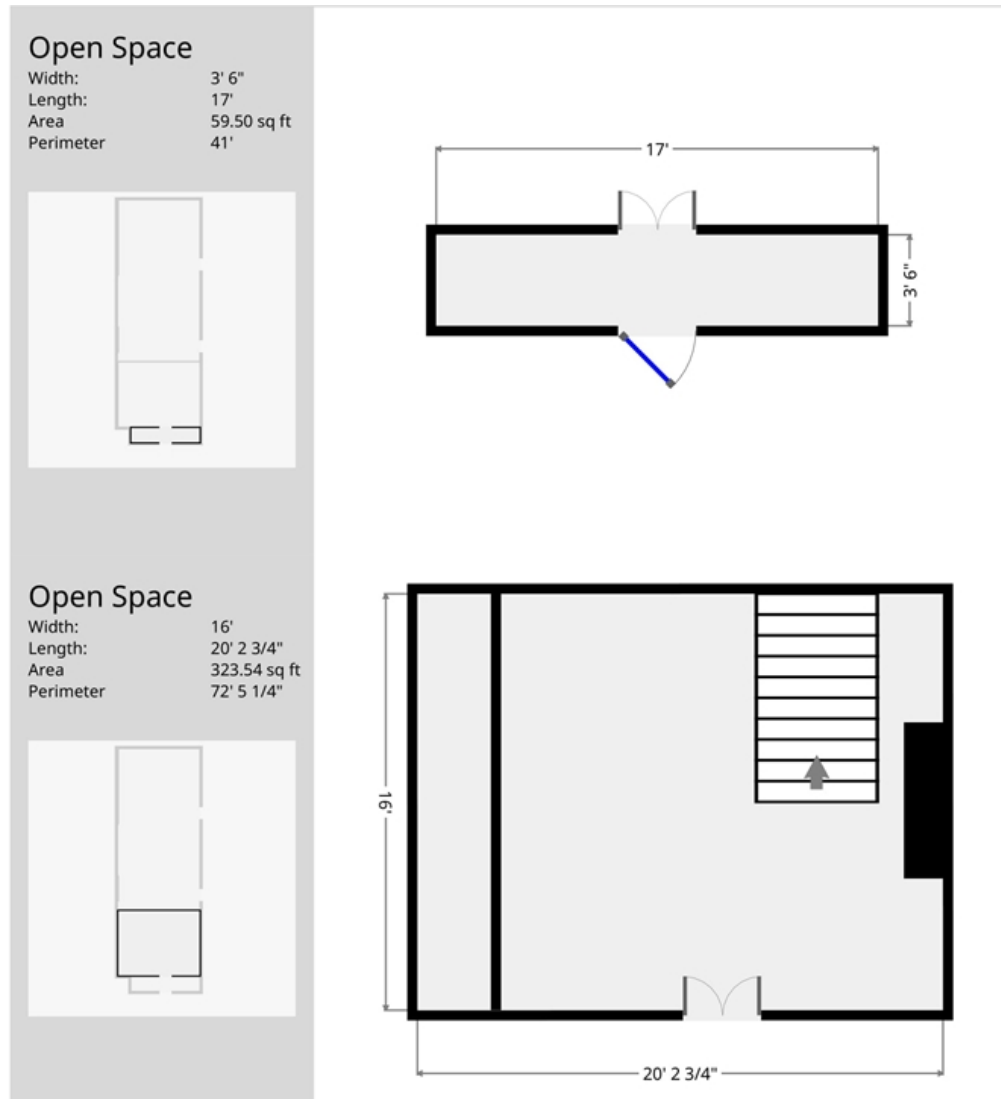 Open Space
Width: 3' 6"
Length: 17'
Area 59.50 sq ft
Perimeter 41'
17'
3' 6"
Open Space
Width: 16'
Length: 20' 2 3/4"
Area 323.54 sq ft
Perimeter 72' 5 1/4"
16'
20' 2 3/4"